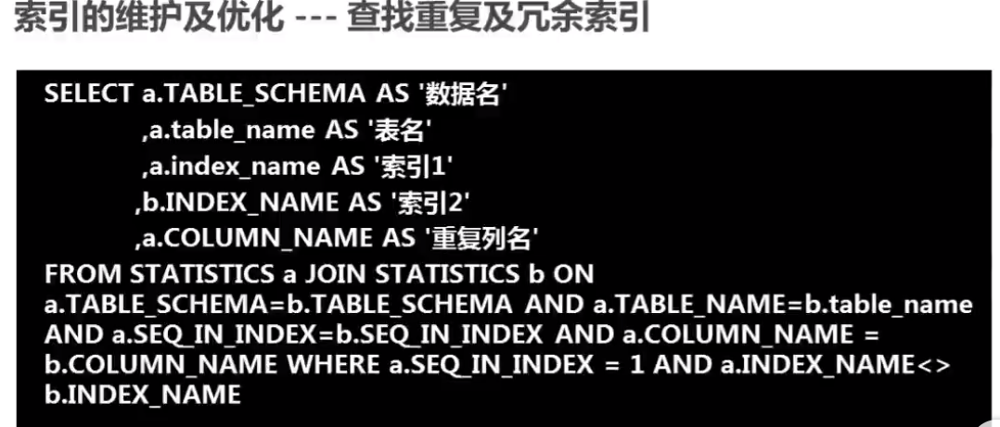 索引的维护及优化 --- 查找重复及冗余索引
SELECT a.TABLE_SCHEMA AS '数据名'
,a.table_name AS '表名'
,a.index_name AS '索引1'
,b.INDEX_NAME AS '索引2'
,a.COLUMN_NAME AS '重复列名'
FROM STATISTICS a JOIN STATISTICS b ON
a.TABLE_SCHEMA=b.TABLE_SCHEMA AND a.TABLE_NAME=b.table_name
AND a.SEQ_IN_INDEX=b.SEQ_IN_INDEX AND a.COLUMN_NAME =
b.COLUMN_NAME WHERE a.SEQ_IN_INDEX = 1 AND a.INDEX_NAME<>
b.INDEX_NAME